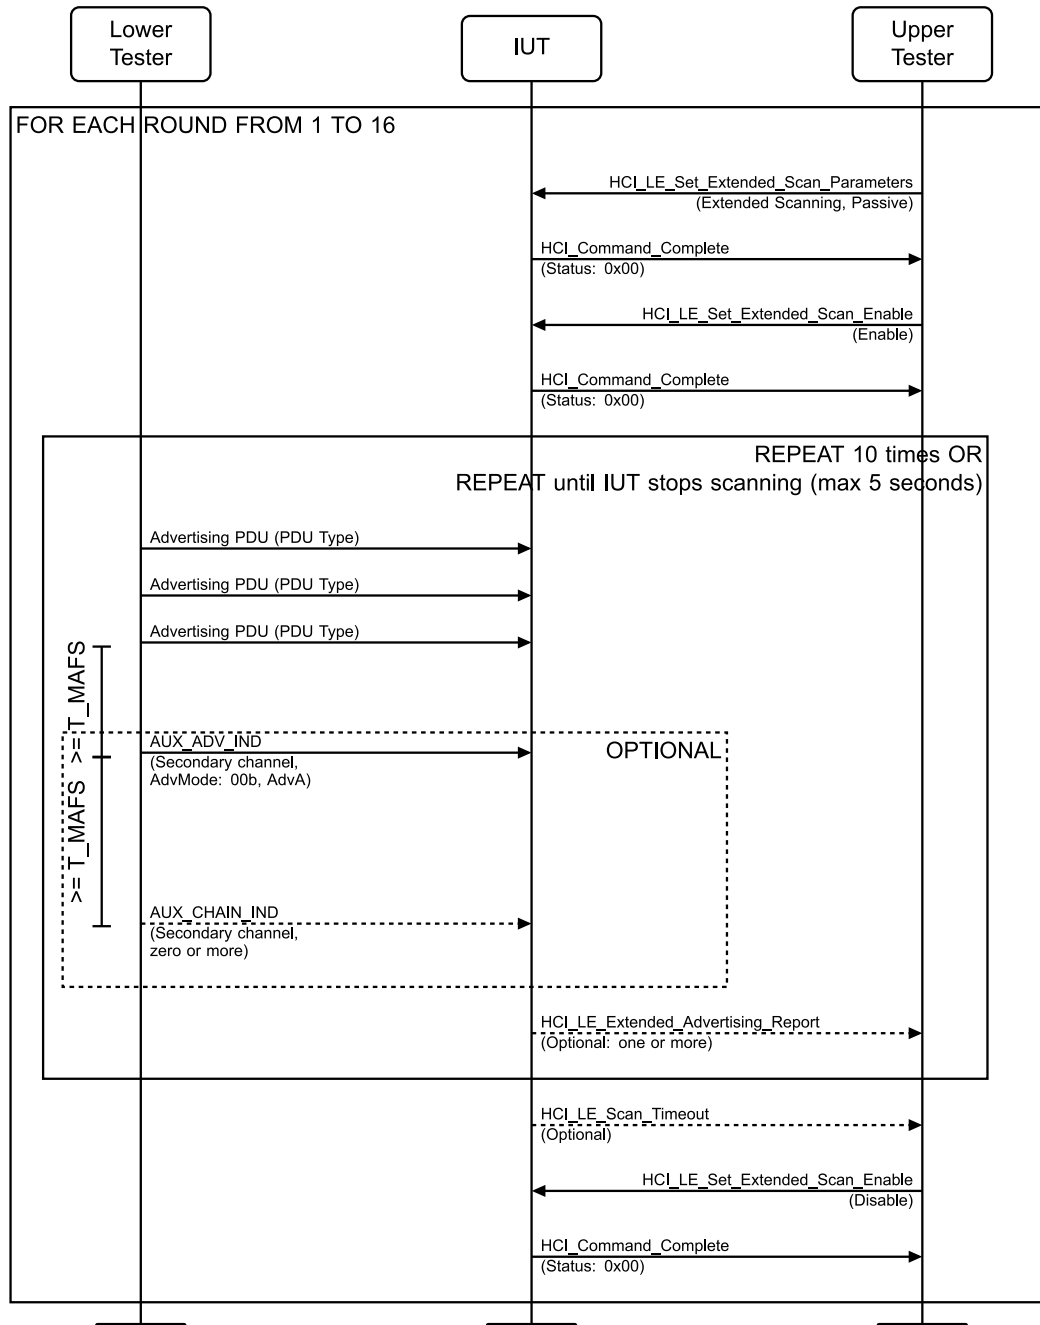 Lower
Tester
IUT
Upper
Tester
FOR EACH ROUND FROM 1 TO 16
HCI_LE_Set_Extended_Scan_Parameters
(Extended Scanning, Passive)
HCI_Command_Complete
(Status: 0x00)
HCI_LE_Set_Extended_Scan_Enable
(Enable)
HCI_Command_Complete
(Status: 0x00)
REPEAT 10 times OR
REPEAT until IUT stops scanning (max 5 seconds)
Advertising PDU (PDU Type)
Advertising PDU (PDU Type)
Advertising PDU (PDU Type)
>= T_MAFS
AUX_ADV_IND
(Secondary channel,
AdvMode: 00b, AdvA)
OPTIONAL
>= T_MAFS
AUX_CHAIN_IND
(Secondary channel,
zero or more)
HCI_LE_Extended_Advertising_Report
(Optional: one or more)
HCI_LE_Scan_Timeout
(Optional)
HCI_LE_Set_Extended_Scan_Enable
(Disable)
HCI_Command_Complete
(Status: 0x00)